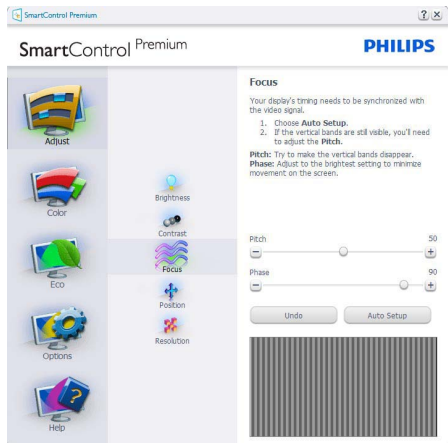 SmartControl Premium
SmartControl Premium
PHILIPS
Adjust
Color
Eco
Options
Help
Brightness
Contrast
Focus
Position
Resolution
Focus
Your display's timing needs to be synchronized with
the video signal.
1. Choose Auto Setup.
2. If the vertical bands are still visible, you'll need
to adjust the Pitch.
Pitch: Try to make the vertical bands disappear.
Phase: Adjust to the brightest setting to minimize
movement on the screen.
Pitch 50
Phase 90
Undo Auto Setup